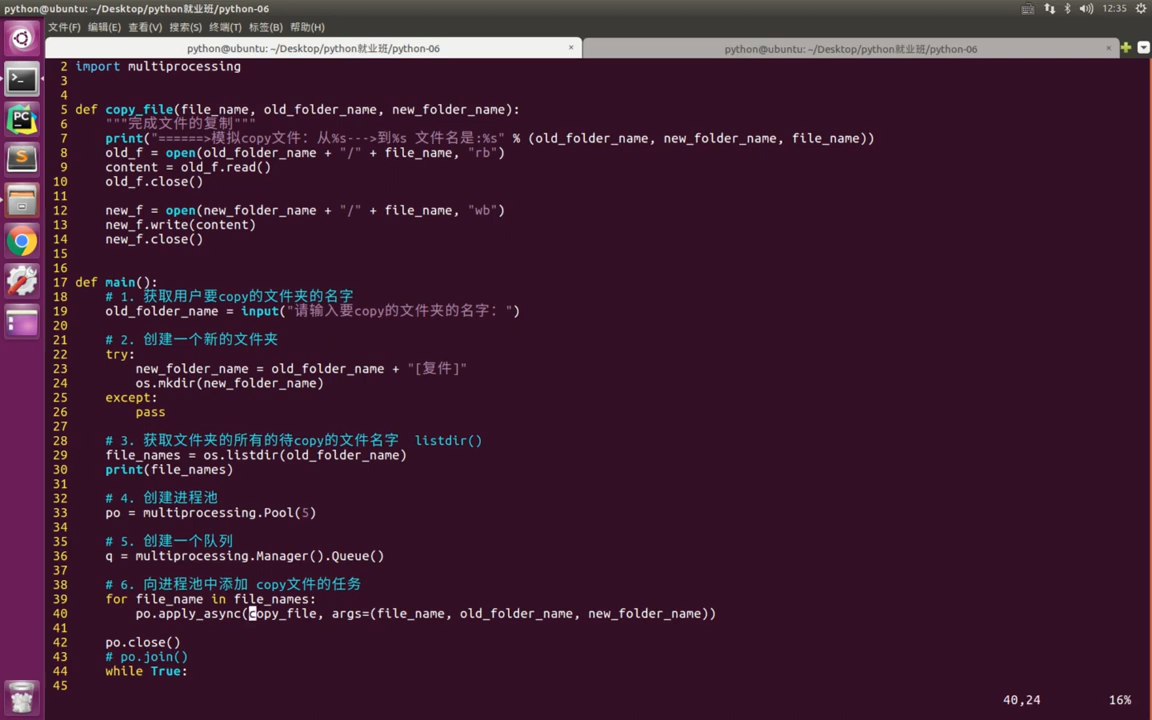 python@ubuntu: ~/Desktop/python就业班/python-06
12:35
文件(F) 编辑(E) 查看(V) 搜索(S) 终端(T) 标签(B) 帮助(H)
python@ubuntu: ~/Desktop/python就业班/python-06 × python@ubuntu: ~/Desktop/python就业班/python-06 ×
2 import multiprocessing
3
4
5 def copy_file(file_name, old_folder_name, new_folder_name):
6     """完成文件的复制"""
7     print("======>模拟copy文件：从%s--->到%s 文件名是:%s" % (old_folder_name, new_folder_name, file_name))
8     old_f = open(old_folder_name + "/" + file_name, "rb")
9     content = old_f.read()
10     old_f.close()
11
12     new_f = open(new_folder_name + "/" + file_name, "wb")
13     new_f.write(content)
14     new_f.close()
15
16
17 def main():
18     # 1. 获取用户要copy的文件夹的名字
19     old_folder_name = input("请输入要copy的文件夹的名字：")
20
21     # 2. 创建一个新的文件夹
22     try:
23         new_folder_name = old_folder_name + "[复件]"
24         os.mkdir(new_folder_name)
25     except:
26         pass
27
28     # 3. 获取文件夹的所有的待copy的文件名字  listdir()
29     file_names = os.listdir(old_folder_name)
30     print(file_names)
31
32     # 4. 创建进程池
33     po = multiprocessing.Pool(5)
34
35     # 5. 创建一个队列
36     q = multiprocessing.Manager().Queue()
37
38     # 6. 向进程池中添加 copy文件的任务
39     for file_name in file_names:
40         po.apply_async(copy_file, args=(file_name, old_folder_name, new_folder_name))
41
42     po.close()
43     # po.join()
44     while True:
45
40,24 16%